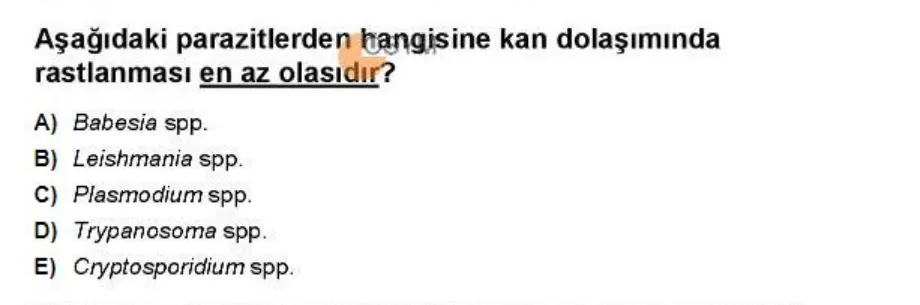 Aşağıdaki parazitlerden hangisine kan dolaşımında
rastlanması en az olasıdır?
A) Babesia spp.
B) Leishmania spp.
C) Plasmodium spp.
D) Trypanosoma spp.
E) Cryptosporidium spp.